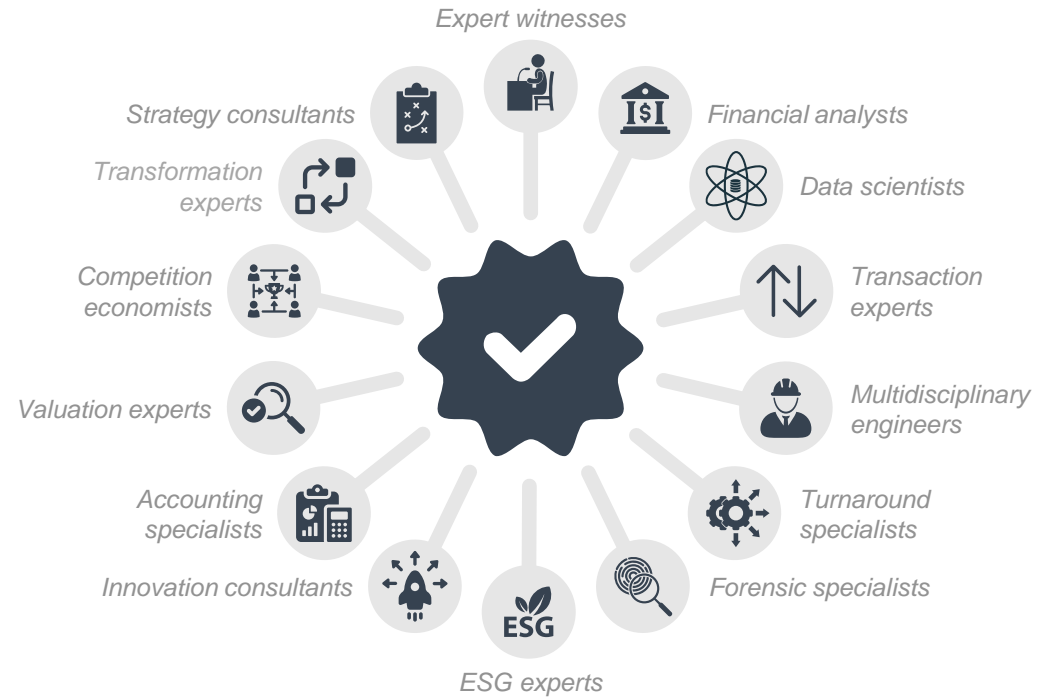 Expert witnesses
Strategy consultants
Financial analysts
Transformation
experts
Data scientists
Competition
economists
Transaction
experts
Valuation experts
Multidisciplinary
engineers
Accounting
specialists
Turnaround
specialists
Innovation consultants
Forensic specialists
ESG
ESG experts
$